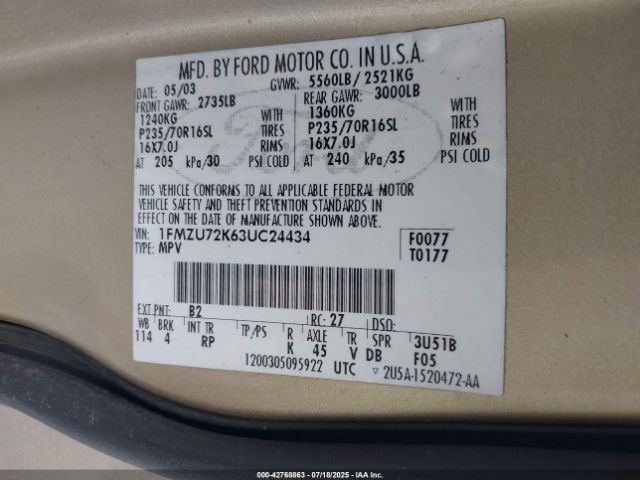 MFD. BY FORD MOTOR CO. IN U.S.A.
DATE: 05/03 GVWR: 5560LB / 2521KG
FRONT GAWR: 2735LB REAR GAWR: 3000LB
1240KG WITH 1360KG WITH
P235/70R16SL TIRES P235/70R16SL TIRES
16X7.0J RIMS 16X7.0J RIMS
AT 205 kPa/30 PSI COLD AT 240 kPa/35 PSI COLD
THIS VEHICLE CONFORMS TO ALL APPLICABLE FEDERAL MOTOR
VEHICLE SAFETY AND THEFT PREVENTION STANDARDS IN
EFFECT ON THE DATE OF MANUFACTURE SHOWN ABOVE.
VIN: 1FMZU72K63UC24434 F0077
TYPE: MPV T0177
EXT PNT: B2 RC: 27 DSO:
WB BRK INT TR TP/PS R AXLE TR SPR 3U51B
114 4 RP K 45 V DB F05
1200305095922 UTC ▽ 2U5A-1520472-AA
Ford
000-42768863 - 07/18/2025 - IAA, Inc.